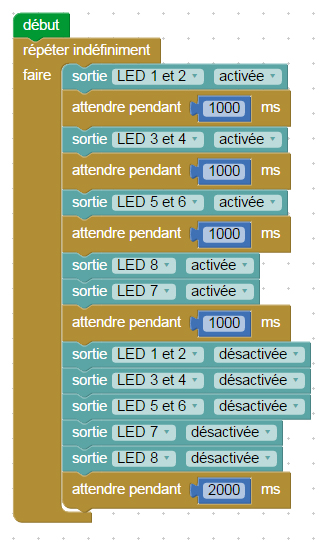 début
répéter indéfiniment
faire
sortie LED 1 et 2 activée
attendre pendant 1000 ms
sortie LED 3 et 4 activée
attendre pendant 1000 ms
sortie LED 5 et 6 activée
attendre pendant 1000 ms
sortie LED 8 activée
sortie LED 7 activée
attendre pendant 1000 ms
sortie LED 1 et 2 désactivée
sortie LED 3 et 4 désactivée
sortie LED 5 et 6 désactivée
sortie LED 7 désactivée
sortie LED 8 désactivée
attendre pendant 2000 ms